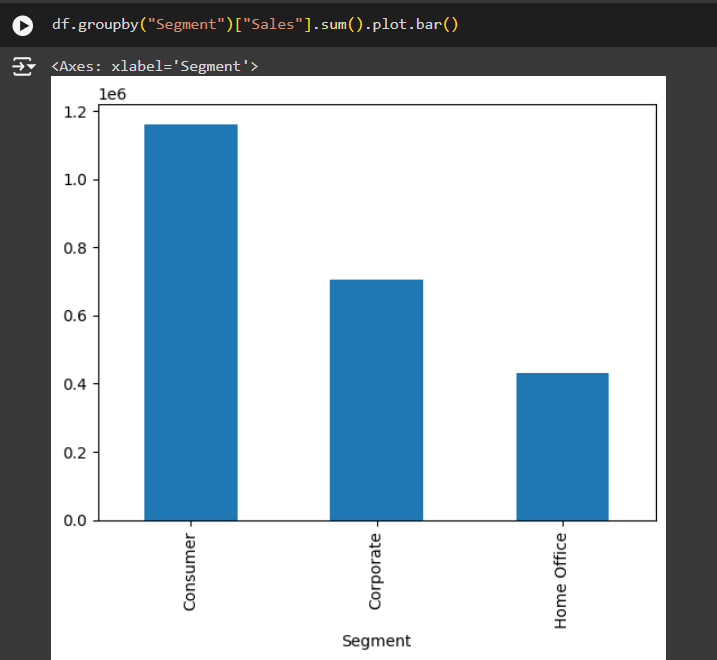 df.groupby("Segment")["Sales"].sum().plot.bar()
<Axes: xlabel='Segment'>
1e6
1.2
1.0
0.8
0.6
0.4
0.2
0.0
Consumer
Corporate
Home Office
Segment